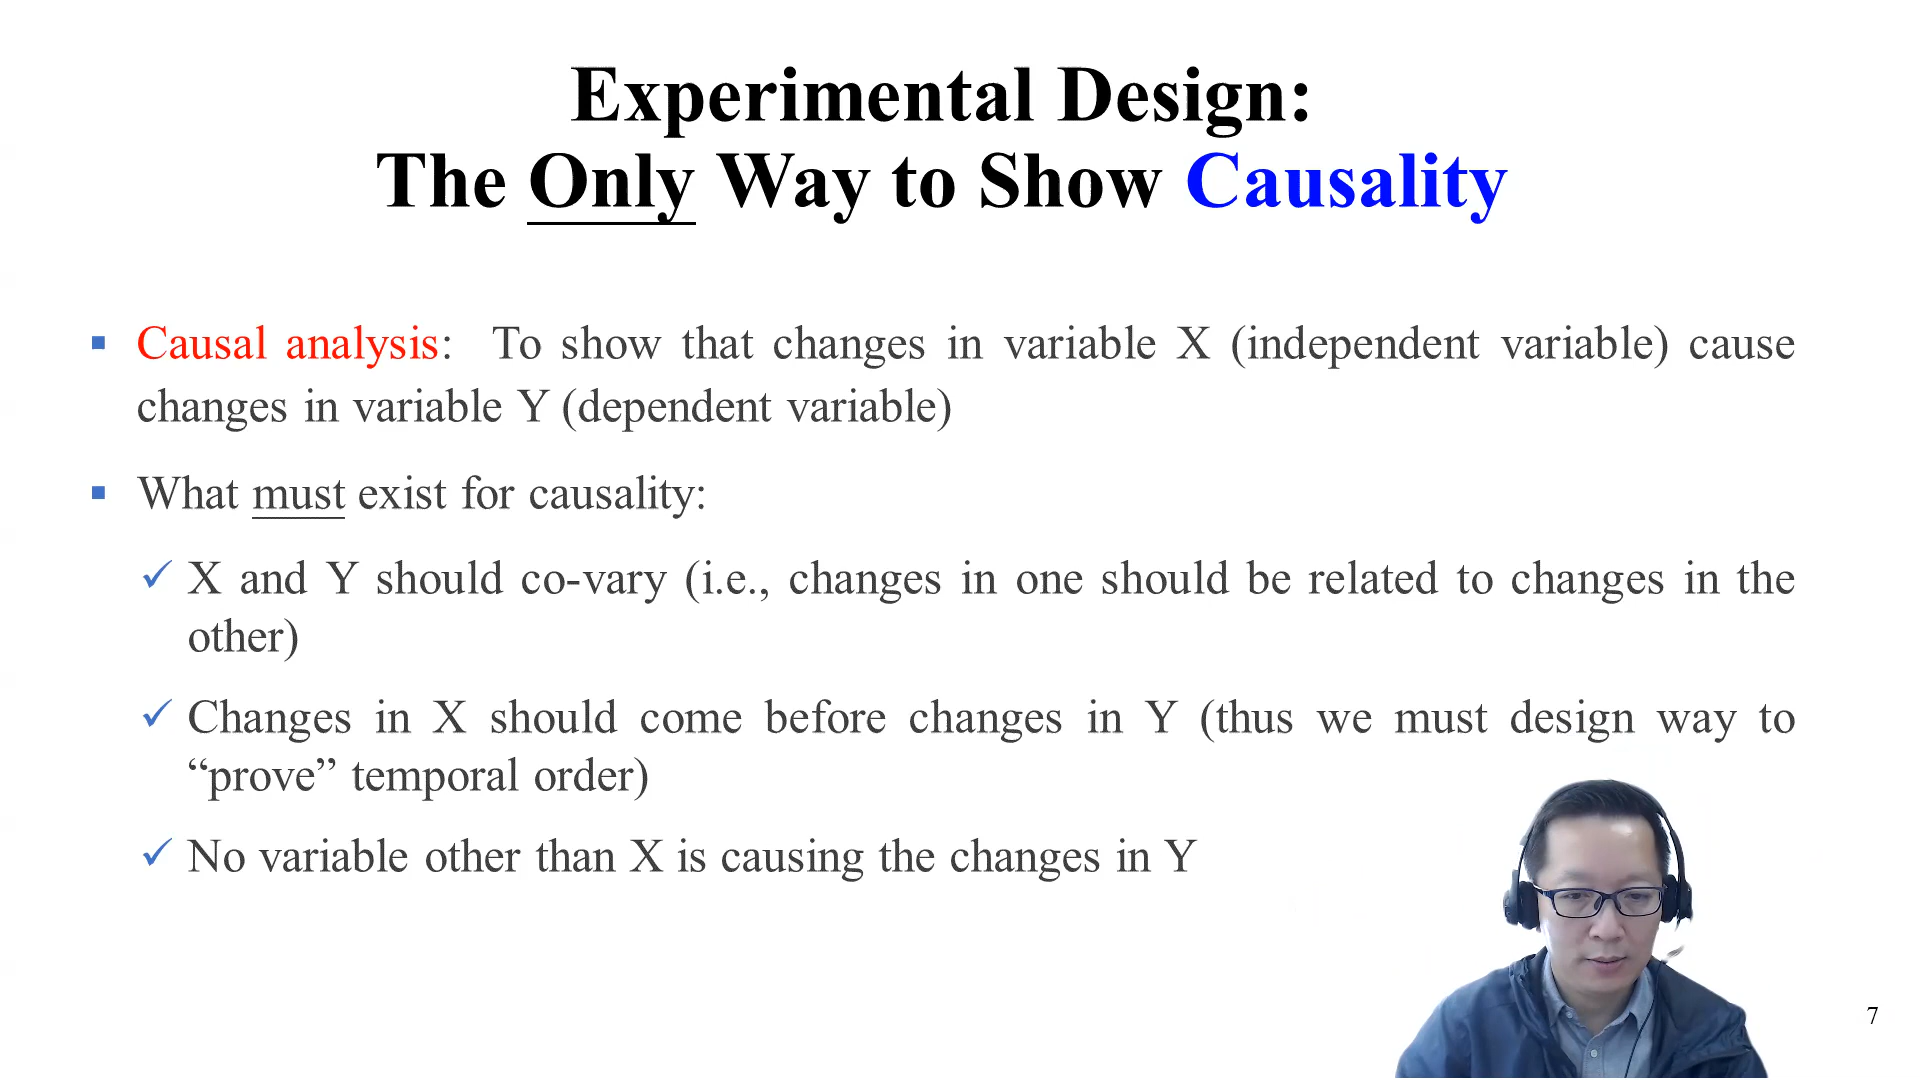 Experimental Design:
The Only Way to Show Causality
Causal analysis: To show that changes in variable X (independent variable) cause
changes in variable Y (dependent variable)
What must exist for causality:
X and Y should co-vary (i.e., changes in one should be related to changes in the
other)
Changes in X should come before changes in Y (thus we must design way to
“prove” temporal order)
No variable other than X is causing the changes in Y
7